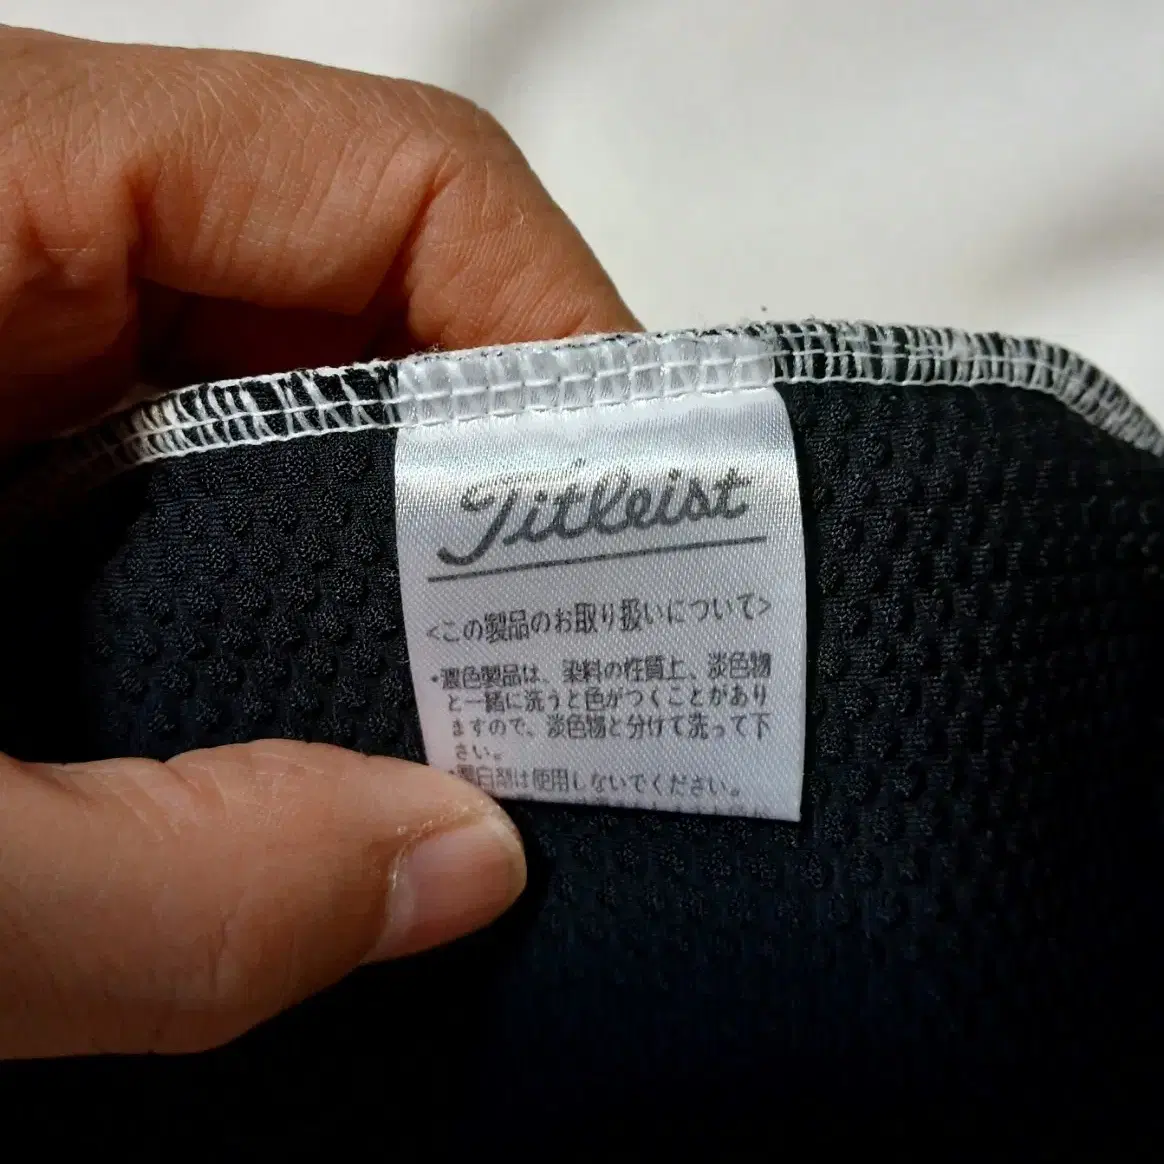 Titleist
<この製品のお取り扱いについて>
・濃色製品は、染料の性質上、淡色物
と一緒に洗うと色がつくことがあり
ますので、淡色物と分けて洗って下
さい。
・漂白剤は使用しないでください。